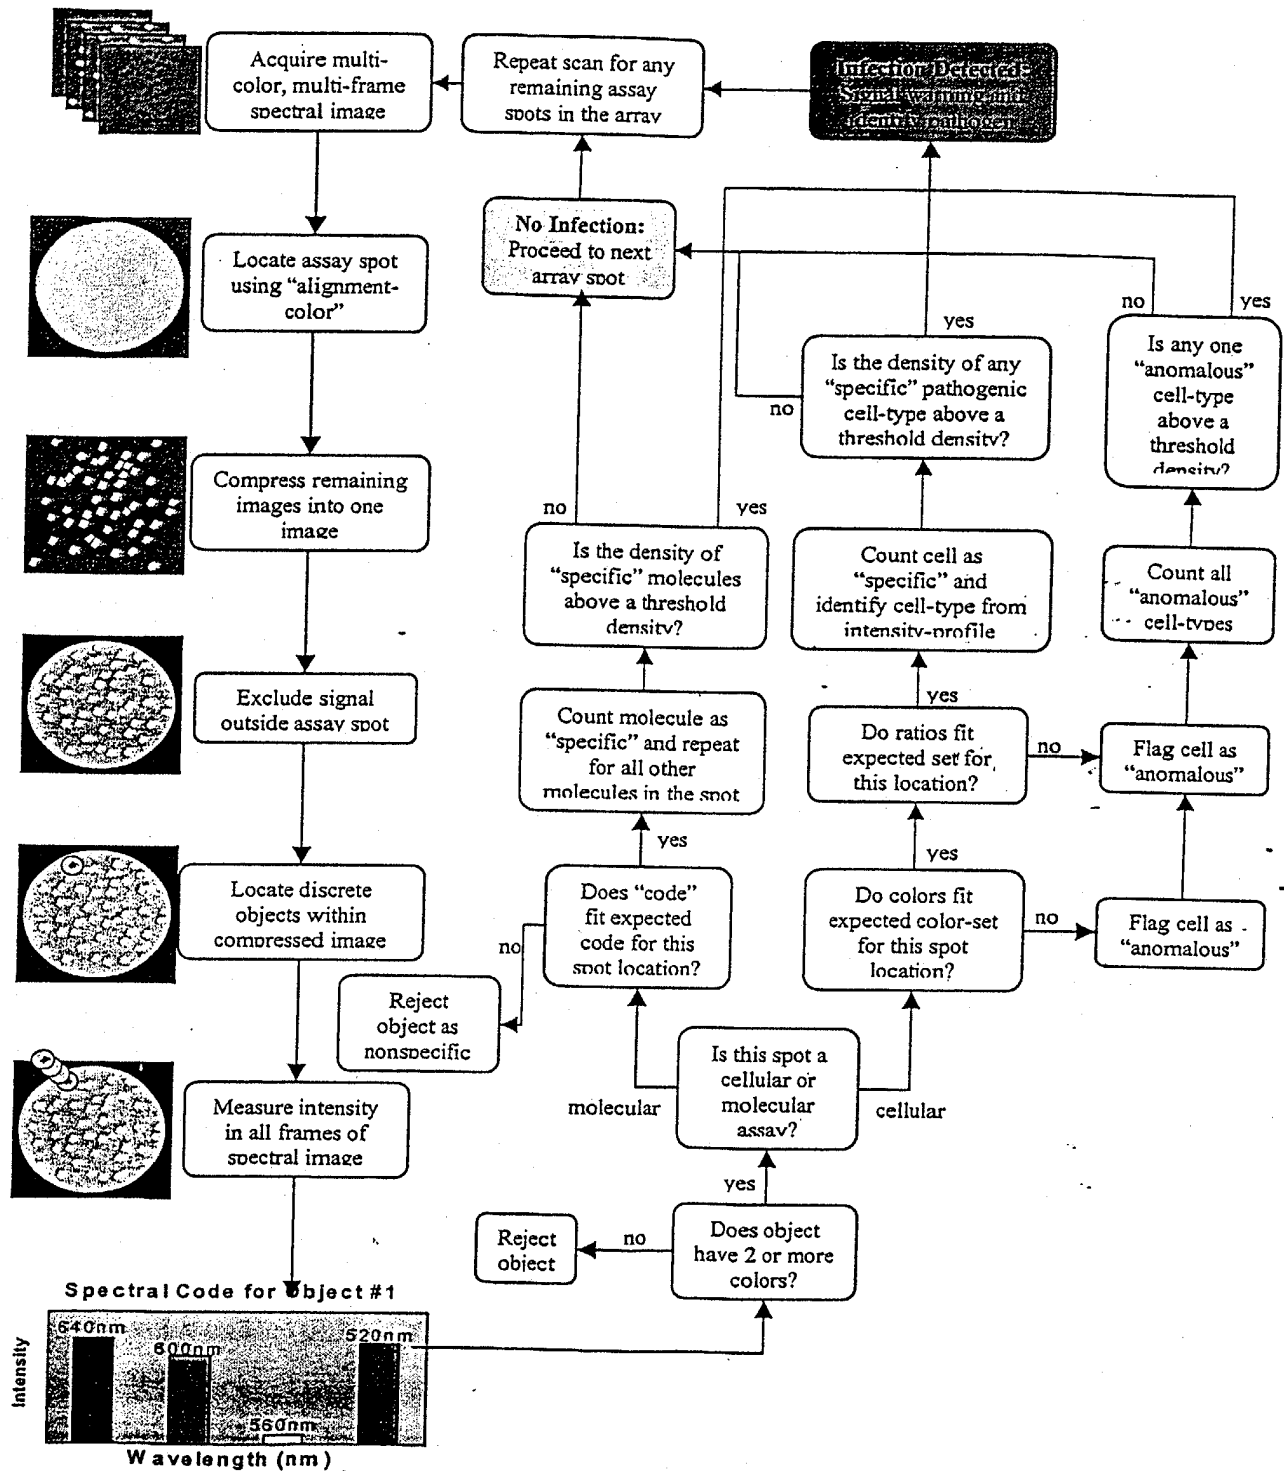 Acquire multi-
color, multi-frame
spectral image
Repeat scan for any
remaining assay
spots in the array
Infection Detected:
Signal warning and
identify pathogen
Locate assay spot
using “alignment-
color”
No Infection:
Proceed to next
array spot
no
yes
Is any one
“anomalous”
cell-type
above a
threshold
density?
yes
Is the density of any
“specific” pathogenic
cell-type above a
threshold density?
no
Compress remaining
images into one
image
no
yes
Is the density of
“specific” molecules
above a threshold
density?
Count cell as
“specific” and
identify cell-type from
intensity-profile
Count all
“anomalous”
cell-types
Exclude signal
outside assay spot
Count molecule as
“specific” and repeat
for all other
molecules in the spot
yes
Do ratios fit
expected set for
this location?
no
Flag cell as
“anomalous”
yes
yes
Locate discrete
objects within
compressed image
Does “code”
fit expected
code for this
spot location?
no
Do colors fit
expected color-set
for this spot
location?
no
Flag cell as
“anomalous”
Reject
object as
nonspecific
Is this spot a
cellular or
molecular
assay?
molecular
cellular
Measure intensity
in all frames of
spectral image
yes
Does object
have 2 or more
colors?
no
Reject
object
Spectral Code for Object #1
640nm
600nm
560nm
520nm
Intensity
Wavelength (nm)